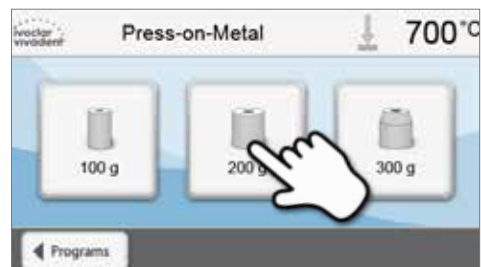 ivoclar
vivadent
Press-on-Metal
700°C
100 g
200 g
300 g
Programs